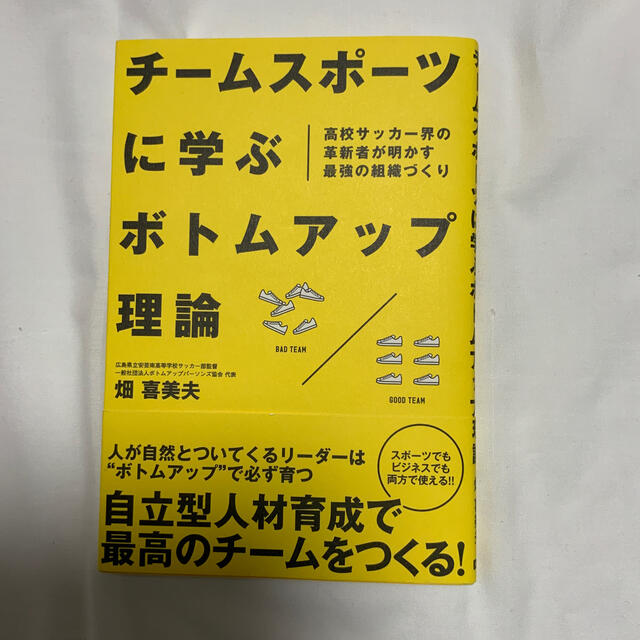 チームスポーツ
に学ぶ
ボトムアップ
理論
高校サッカー界の
革新者が明かす
最強の組織づくり
BAD TEAM
GOOD TEAM
広島県立安芸南高等学校サッカー部監督
一般社団法人ボトムアップパーソンズ協会 代表
畑 喜美夫
人が自然とついてくるリーダーは
“ボトムアップ”で必ず育つ
スポーツでも
ビジネスでも
両方で使える!!
自立型人材育成で
最高のチームをつくる!